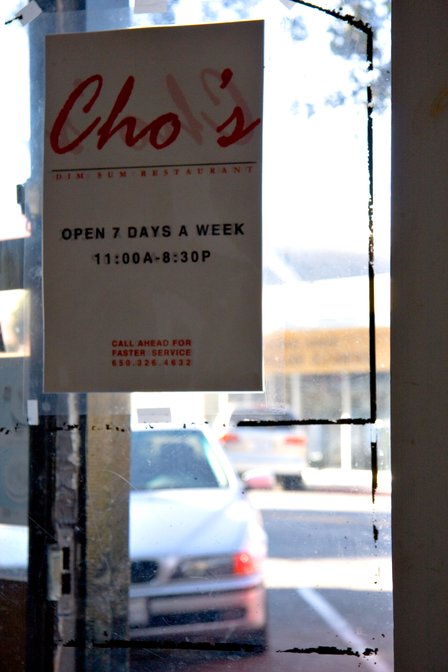 Cho's
DIM SUM RESTAURANT
OPEN 7 DAYS A WEEK
11:00A-8:30P
CALL AHEAD FOR
FASTER SERVICE
650.326.4632